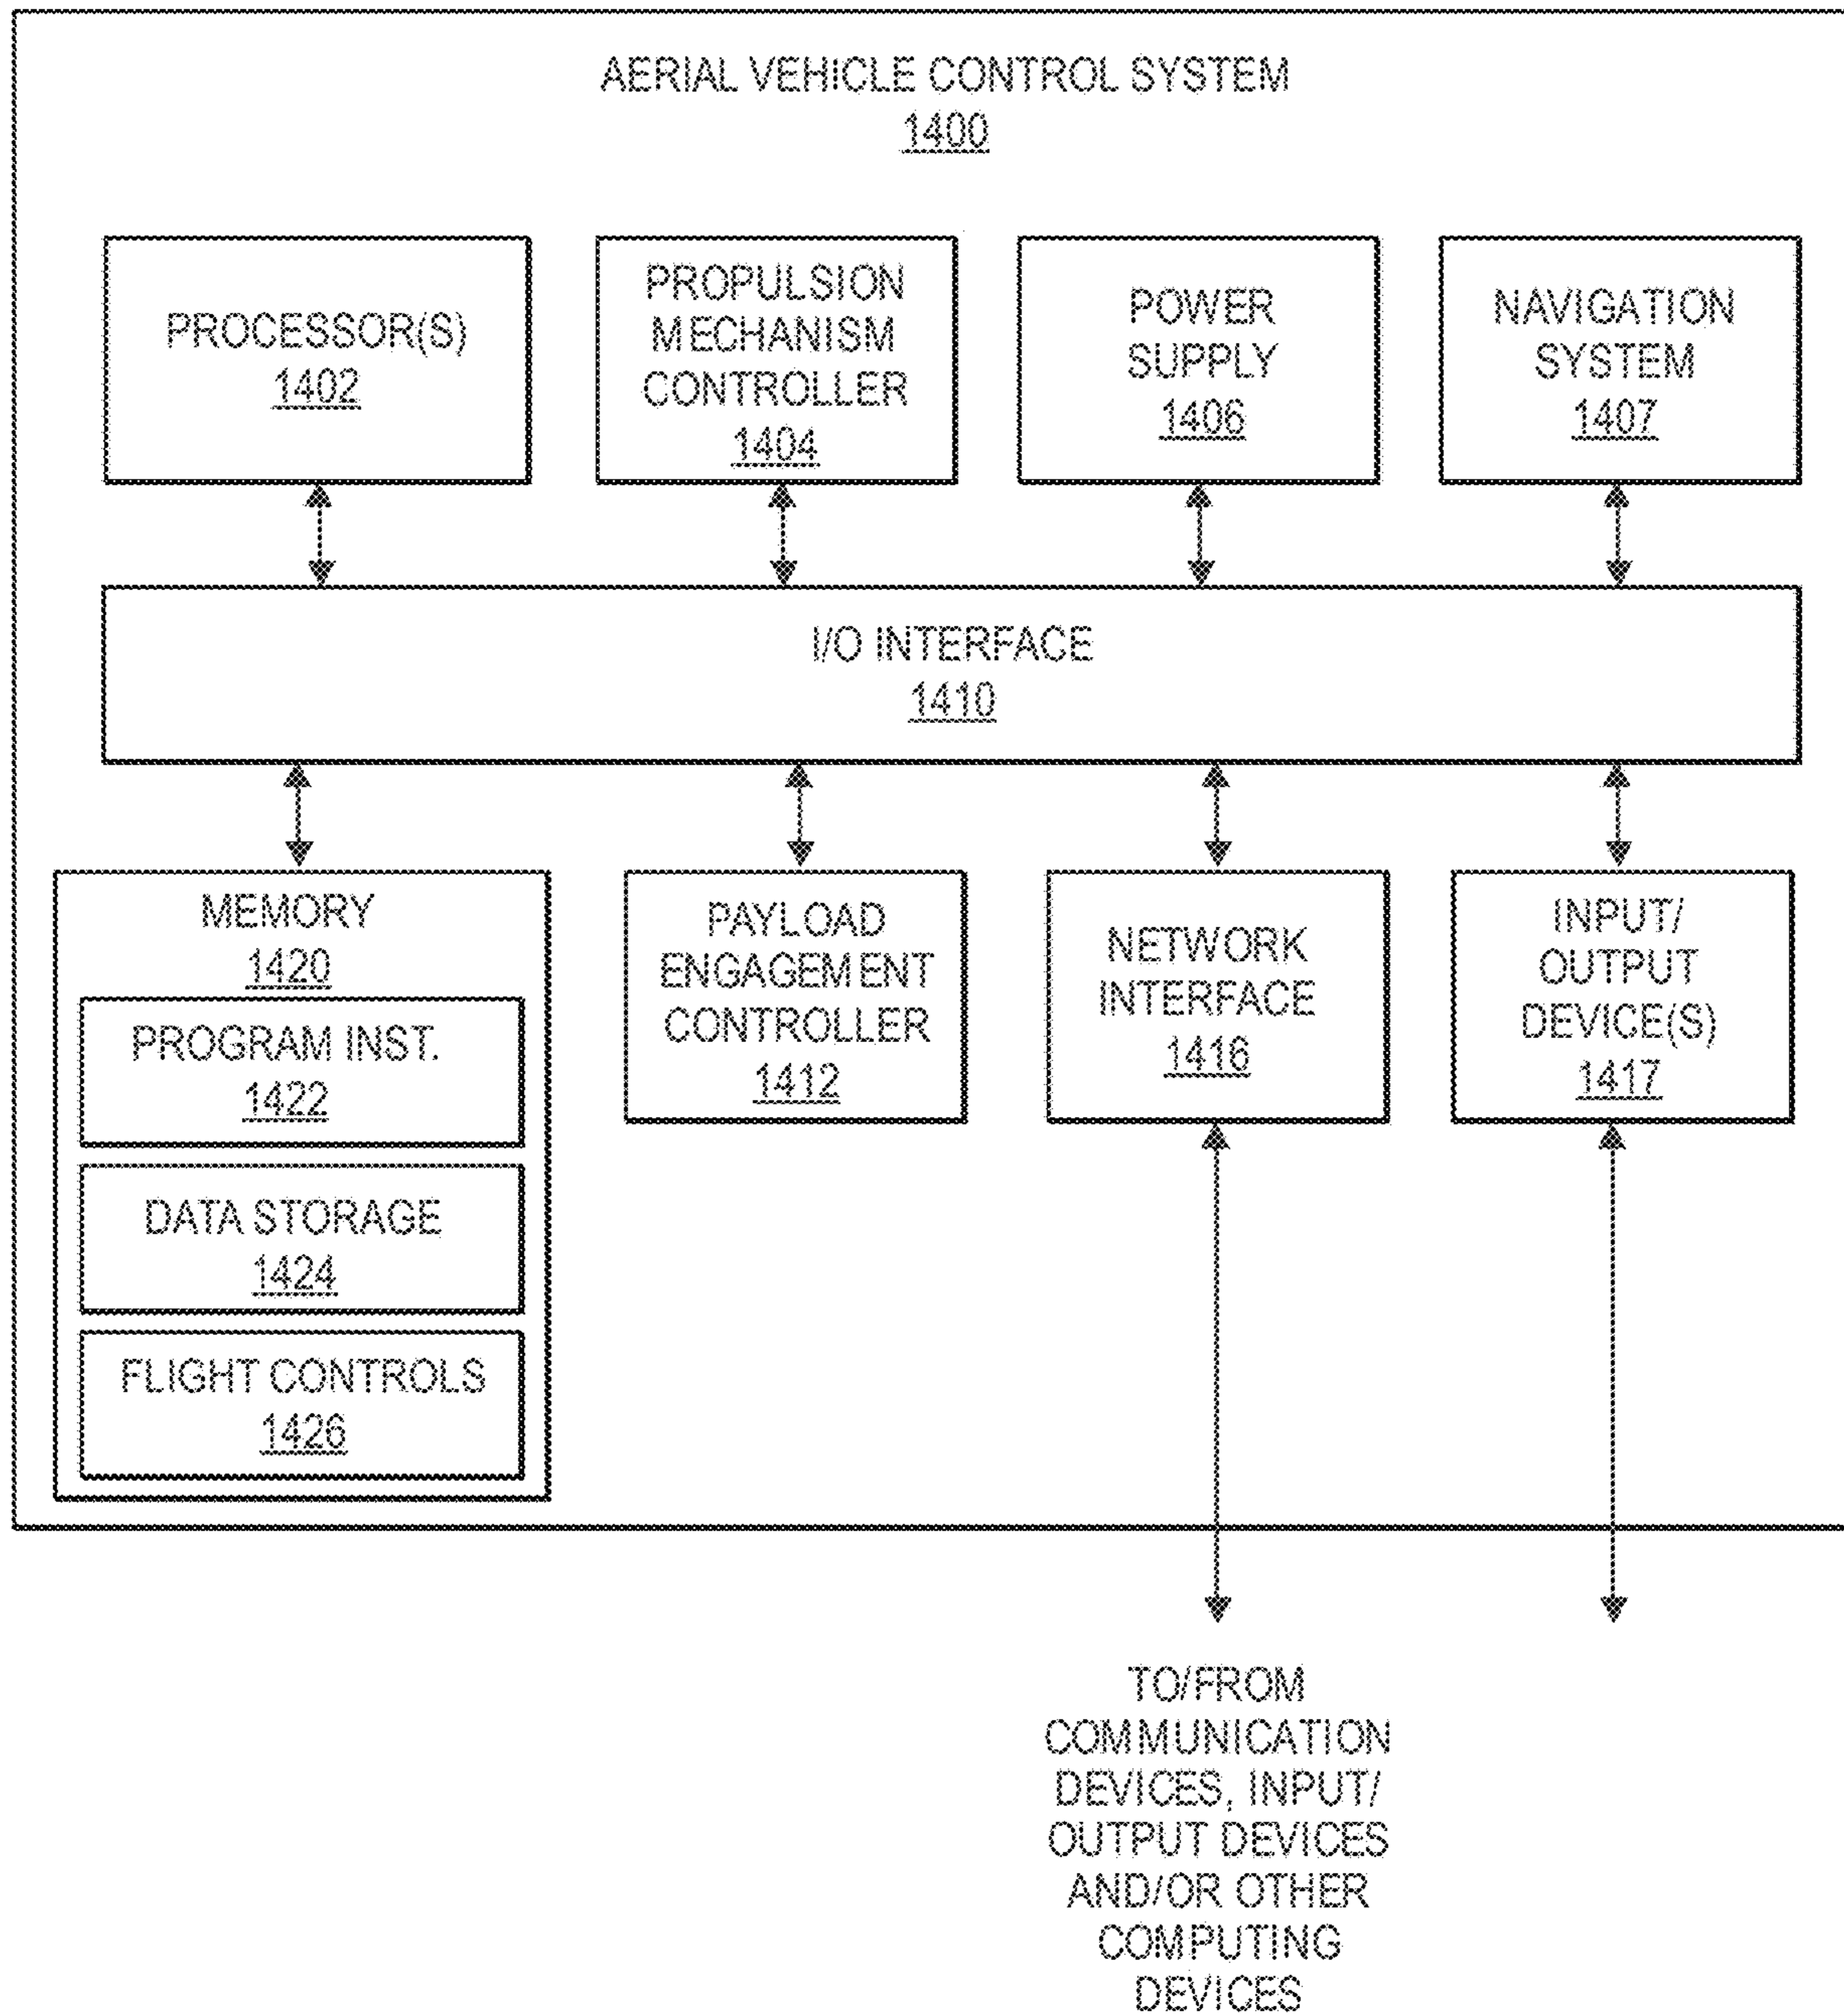 AERIAL VEHICLE CONTROL SYSTEM
1400
PROCESSOR(S)
1402
PROPULSION
MECHANISM
CONTROLLER
1404
POWER
SUPPLY
1406
NAVIGATION
SYSTEM
1407
I/O INTERFACE
1410
MEMORY
1420
PROGRAM INST.
1422
DATA STORAGE
1424
FLIGHT CONTROLS
1426
PAYLOAD
ENGAGEMENT
CONTROLLER
1412
NETWORK
INTERFACE
1416
INPUT/
OUTPUT
DEVICE(S)
1417
TO/FROM
COMMUNICATION
DEVICES, INPUT/
OUTPUT DEVICES
AND/OR OTHER
COMPUTING
DEVICES